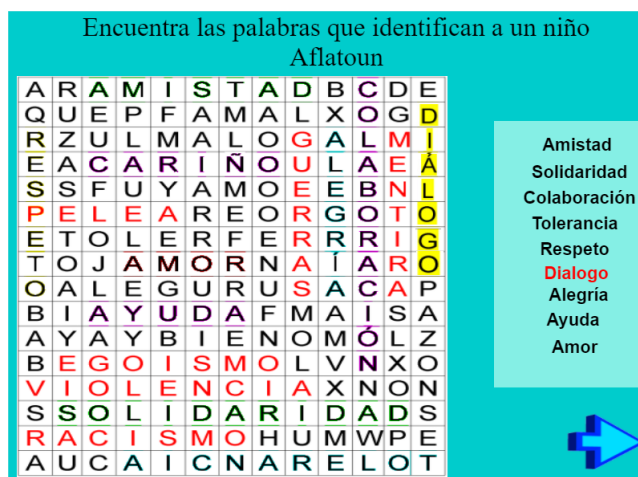 Encuentra las palabras que identifican a un niño
Aflatoun
A R A M I S T A D B C D E
Q U E P F A M A L X O G D
R Z U L M A L O G A L M I
E A C A R I Ñ O U L A E Á
S S F U Y A M O E E B N L
P E L E A R E O R G O T O
E T O L E R F E R R R I G
T O J A M O R N A Í A R O
O A L E G U R U S A C A P
B I A Y U D A F M A I S A
A Y A Y B I E N O M Ó L Z
B E G O I S M O L V N X O
V I O L E N C I A X N O N
S S O L I D A R I D A D S
R A C I S M O H U M W P E
A U C A I C N A R E L O T
Amistad
Solidaridad
Colaboración
Tolerancia
Respeto
Dialogo
Alegría
Ayuda
Amor